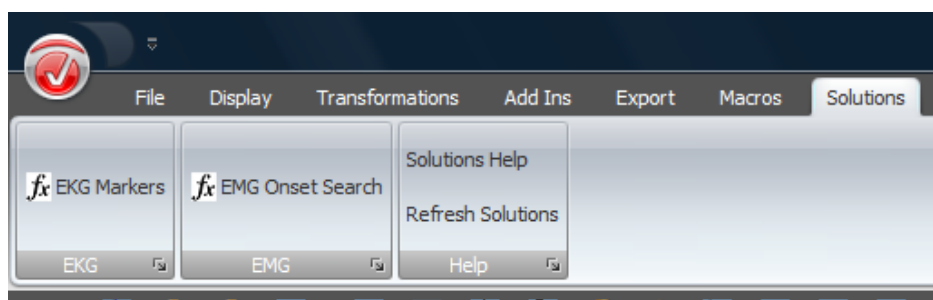 File Display Transformations Add Ins Export Macros Solutions
fx EKG Markers
fx EMG Onset Search
Solutions Help
Refresh Solutions
EKG EMG Help